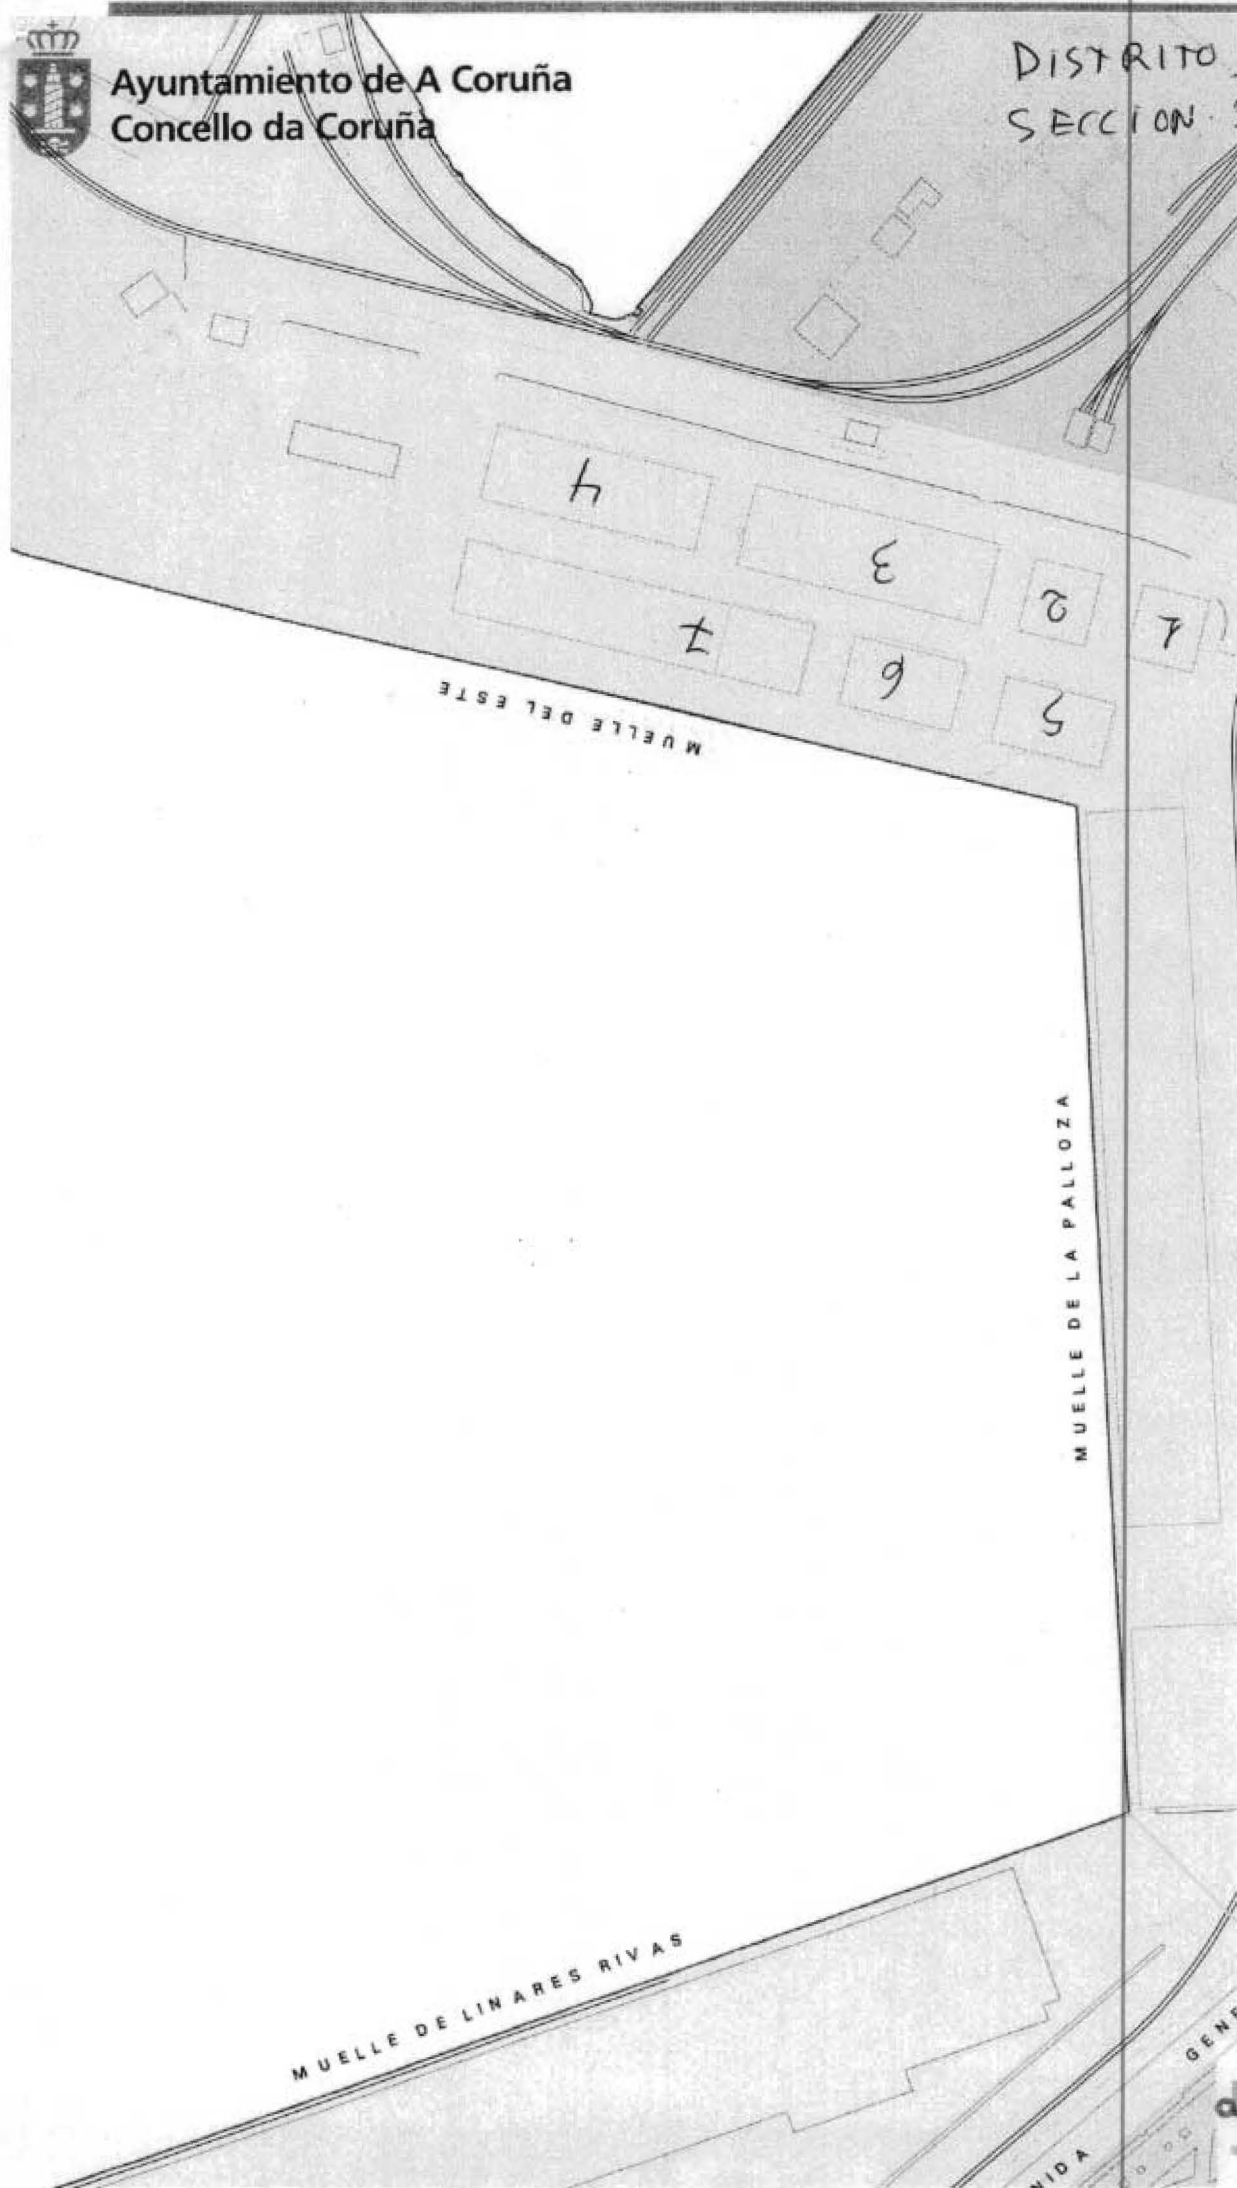 Ayuntamiento de A Coruña
Concello da Coruña
DISTRITO
SECCION
4
3
2
1
7
6
5
MUELLE DEL ESTE
MUELLE DE LA PALLOZA
MUELLE DE LINARES RIVAS